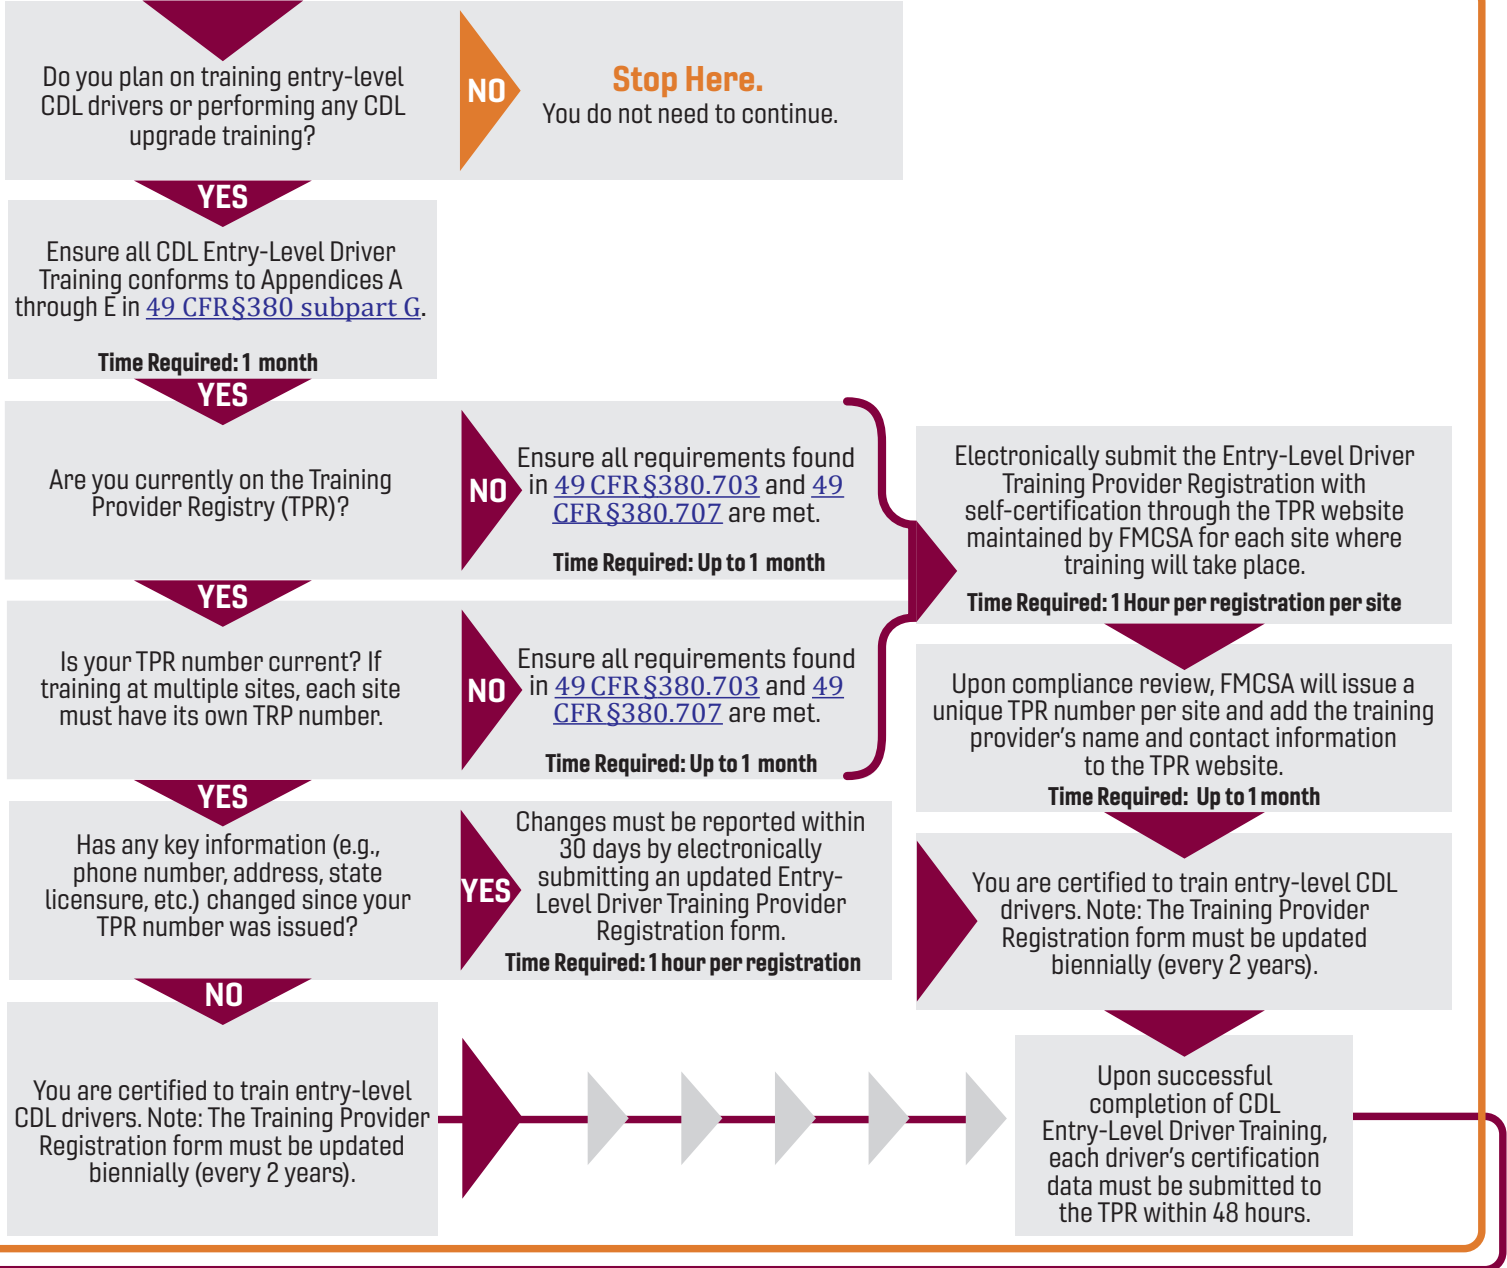 Do you plan on training entry-level
CDL drivers or performing any CDL
upgrade training?
NO
Stop Here.
You do not need to continue.
YES
Ensure all CDL Entry-Level Driver
Training conforms to Appendices A
through E in 49 CFR§380 subpart G.
Time Required: 1 month
YES
Are you currently on the Training
Provider Registry (TPR)?
NO
Ensure all requirements found
in 49 CFR§380.703 and 49
CFR§380.707 are met.
Time Required: Up to 1 month
YES
Is your TPR number current? If
training at multiple sites, each site
must have its own TRP number.
NO
Ensure all requirements found
in 49 CFR§380.703 and 49
CFR§380.707 are met.
Time Required: Up to 1 month
Electronically submit the Entry-Level Driver
Training Provider Registration with
self-certification through the TPR website
maintained by FMCSA for each site where
training will take place.
Time Required: 1 Hour per registration per site
Upon compliance review, FMCSA will issue a
unique TPR number per site and add the training
provider's name and contact information
to the TPR website.
Time Required: Up to 1 month
YES
Has any key information (e.g.,
phone number, address, state
licensure, etc.) changed since your
TPR number was issued?
YES
Changes must be reported within
30 days by electronically
submitting an updated Entry-
Level Driver Training Provider
Registration form.
Time Required: 1 hour per registration
You are certified to train entry-level CDL
drivers. Note: The Training Provider
Registration form must be updated
biennially (every 2 years).
NO
You are certified to train entry-level
CDL drivers. Note: The Training Provider
Registration form must be updated
biennially (every 2 years).
Upon successful
completion of CDL
Entry-Level Driver Training,
each driver's certification
data must be submitted to
the TPR within 48 hours.